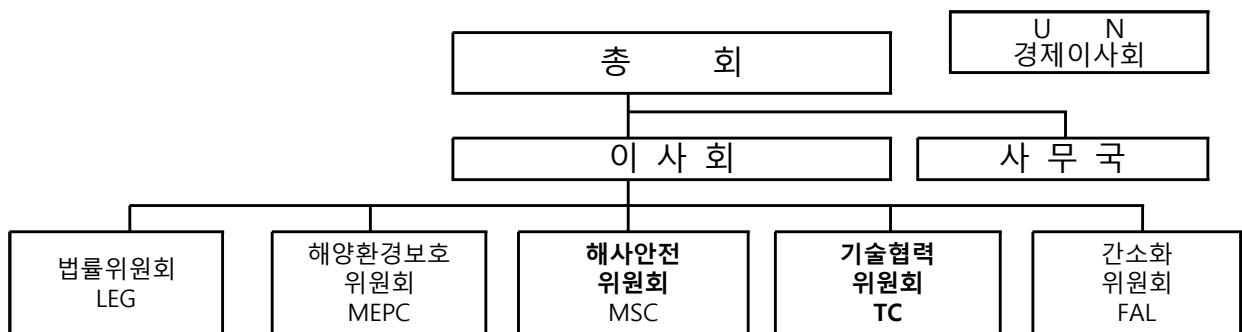 총 회
U N
경제이사회
이 사 회
사 무 국
법률위원회
LEG
해양환경보호
위원회
MEPC
해사안전
위원회
MSC
기술협력
위원회
TC
간소화
위원회
FAL